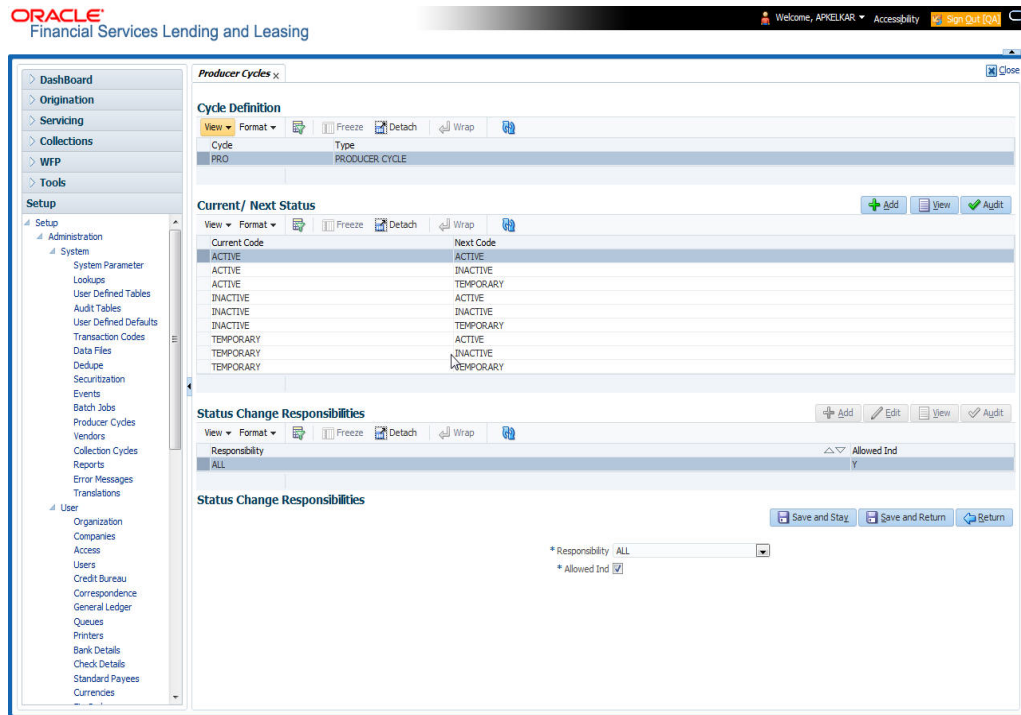 ORACLE'
Financial Services Lending and Leasing
Welcome, APKELKAR Accessibility Sign Out [QA]
DashBoard
Origination
Servicing
Collections
WFP
Tools
Setup
Setup
Administration
System
System Parameter
Lookups
User Defined Tables
Audit Tables
User Defined Defaults
Transaction Codes
Data Files
Dedupe
Securitization
Events
Batch Jobs
Producer Cycles
Vendors
Collection Cycles
Reports
Error Messages
Translations
User
Organization
Companies
Access
Users
Credit Bureau
Correspondence
General Ledger
Queues
Printers
Bank Details
Check Details
Standard Payees
Currencies
Producer Cycles x
Close
Cycle Definition
View Format Freeze Detach Wrap
Cycle Type
PRO PRODUCER CYCLE
Current/ Next Status
Add View Audit
View Format Freeze Detach Wrap
Current Code Next Code
ACTIVE ACTIVE
ACTIVE INACTIVE
ACTIVE TEMPORARY
INACTIVE ACTIVE
INACTIVE INACTIVE
INACTIVE TEMPORARY
TEMPORARY ACTIVE
TEMPORARY INACTIVE
TEMPORARY TEMPORARY
Status Change Responsibilities
Add Edit View Audit
View Format Freeze Detach Wrap
Responsibility Allowed Ind
ALL Y
Status Change Responsibilities
Save and Stay Save and Return Return
* Responsibility ALL
* Allowed Ind